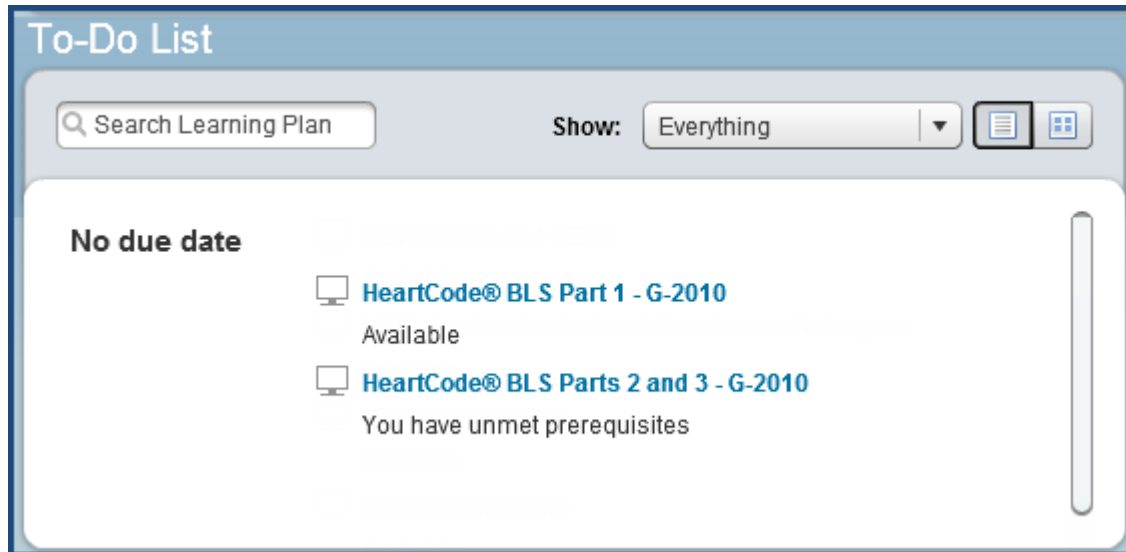 To-Do List
Search Learning Plan
Show: Everything
No due date
HeartCode® BLS Part 1 - G-2010
Available
HeartCode® BLS Parts 2 and 3 - G-2010
You have unmet prerequisites